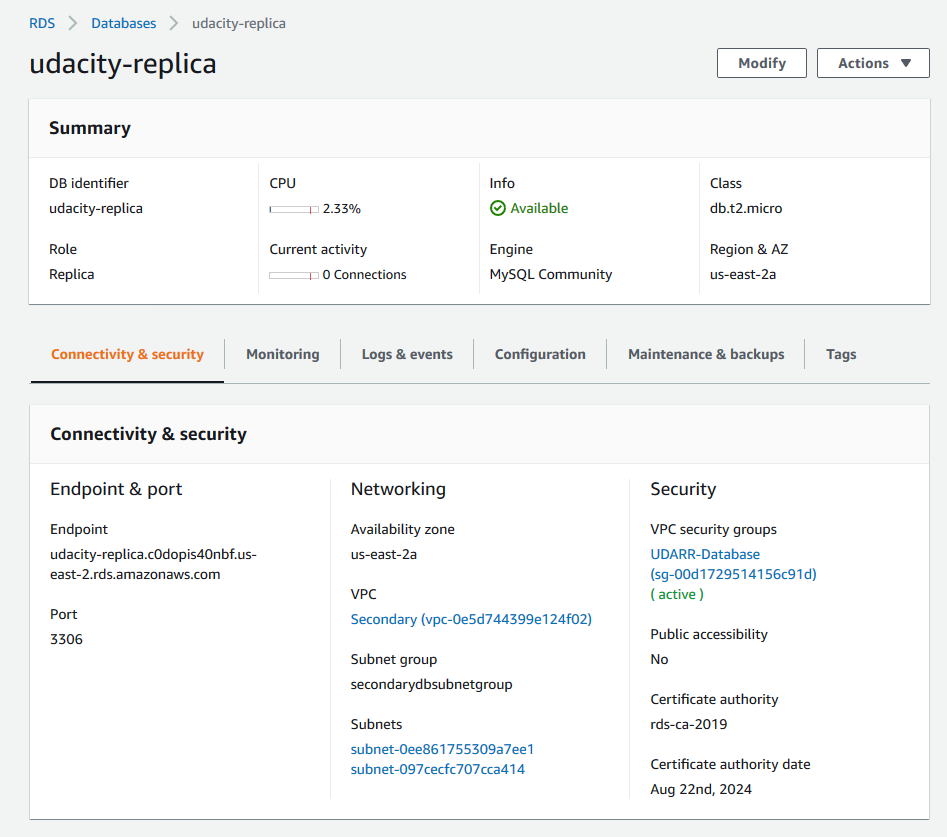 RDS > Databases > udacity-replica
udacity-replica
Modify
Actions
Summary
DB identifier
udacity-replica
CPU
2.33%
Info
Available
Class
db.t2.micro
Role
Replica
Current activity
0 Connections
Engine
MySQL Community
Region & AZ
us-east-2a
Connectivity & security
Monitoring
Logs & events
Configuration
Maintenance & backups
Tags
Connectivity & security
Endpoint & port
Endpoint
udacity-replica.c0dopis40nbf.us-
east-2.rds.amazonaws.com
Port
3306
Networking
Availability zone
us-east-2a
VPC
Secondary (vpc-0e5d744399e124f02)
Subnet group
secondarydbsubnetgroup
Subnets
subnet-0ee861755309a7ee1
subnet-097cecfc707cca414
Security
VPC security groups
UDARR-Database
(sg-00d1729514156c91d)
( active )
Public accessibility
No
Certificate authority
rds-ca-2019
Certificate authority date
Aug 22nd, 2024